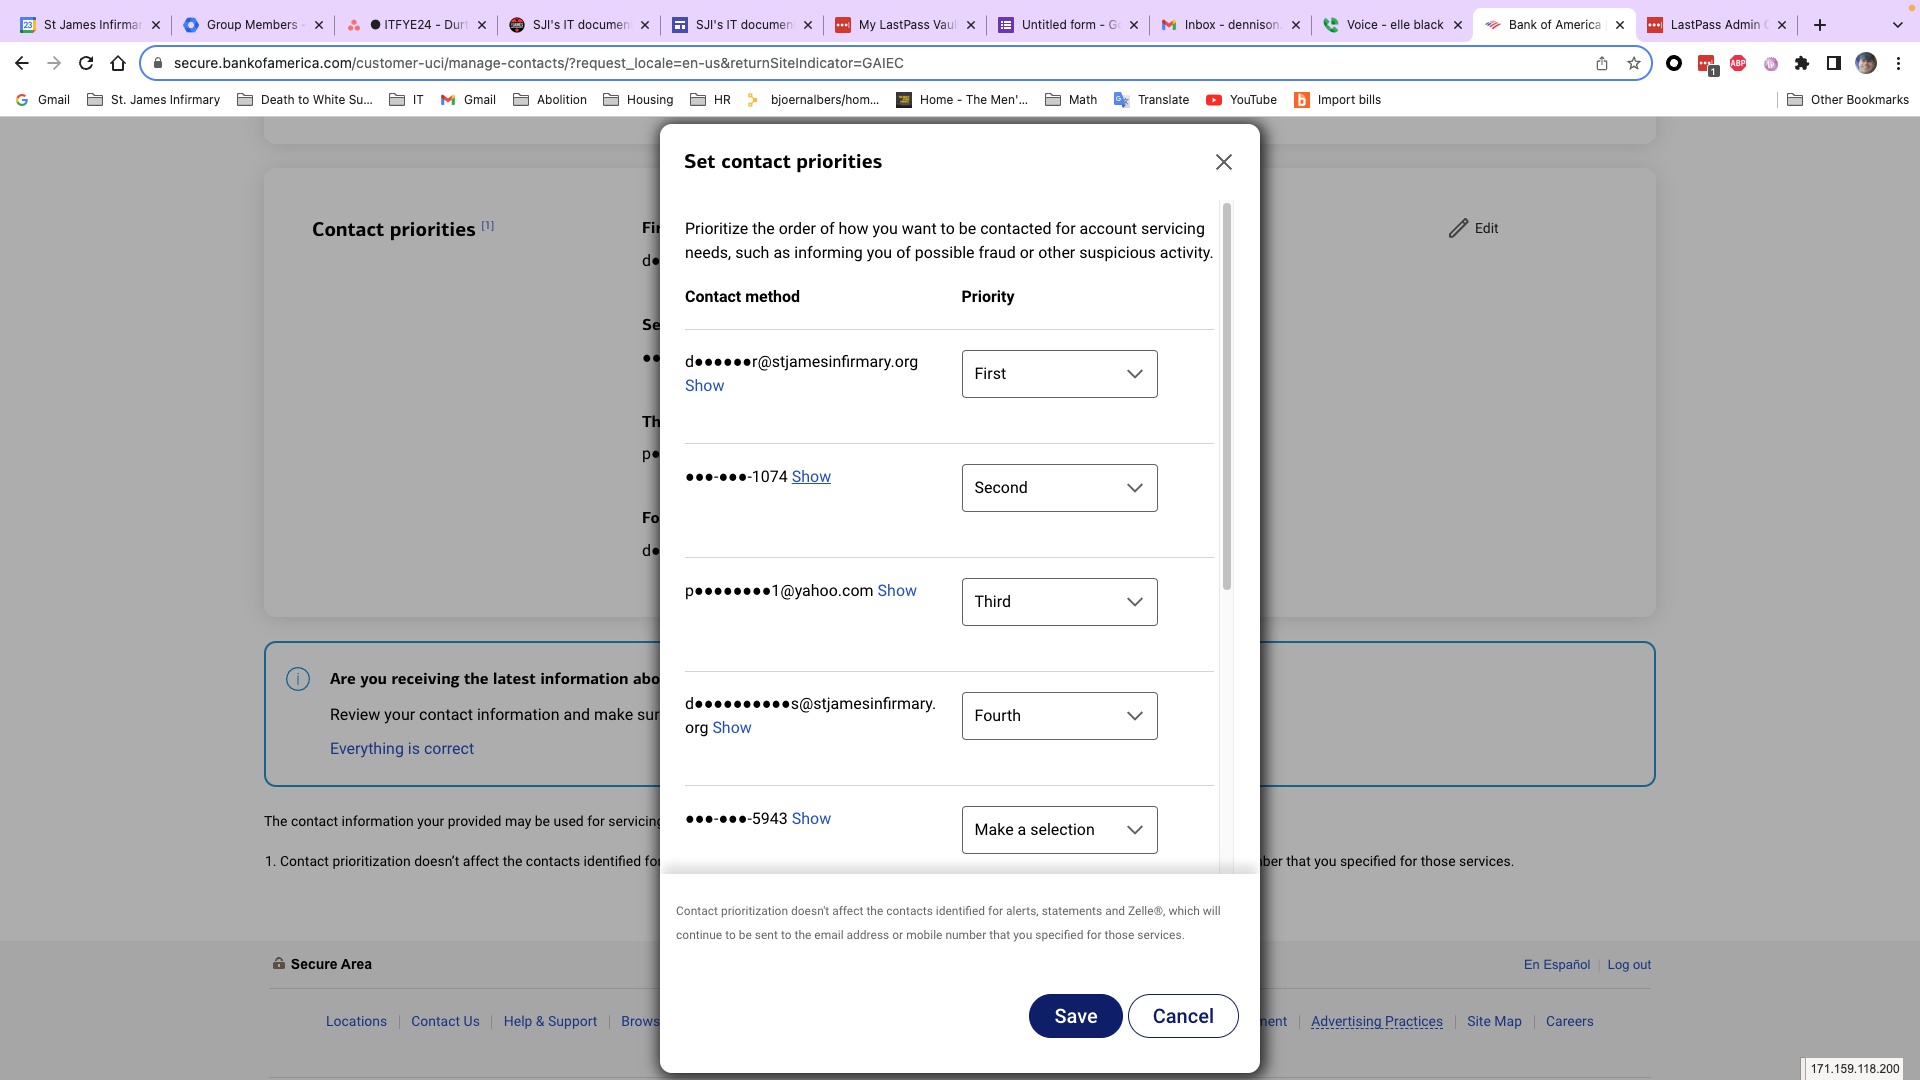 St James Infirmar
Group Members -
ITFYE24 - Durt
SJI's IT documen
SJI's IT documen
My LastPass Vaul
Untitled form - G
Inbox - dennison.
Voice - elle black
Bank of America
LastPass Admin C
secure.bankofamerica.com/customer-uci/manage-contacts/?request_locale=en-us&returnSiteIndicator=GAIEC
Gmail
St. James Infirmary
Death to White Su...
IT
Gmail
Abolition
Housing
HR
bjoernalbers/hom...
Home - The Men'...
Math
Translate
YouTube
Import bills
Other Bookmarks
Set contact priorities
Prioritize the order of how you want to be contacted for account servicing
needs, such as informing you of possible fraud or other suspicious activity.
Contact priorities [1]
Edit
Contact method
Priority
d●●●●●●r@stjamesinfirmary.org
Show
First
●●●-●●●-1074 Show
Second
p●●●●●●●●1@yahoo.com Show
Third
d●●●●●●●●●●s@stjamesinfirmary.
org Show
Fourth
●●●-●●●-5943 Show
Make a selection
Are you receiving the latest information abo
Review your contact information and make sur
Everything is correct
The contact information your provided may be used for servicing
1. Contact prioritization doesn't affect the contacts identified fo
ber that you specified for those services.
Contact prioritization doesn't affect the contacts identified for alerts, statements and Zelle®, which will
continue to be sent to the email address or mobile number that you specified for those services.
Save
Cancel
Secure Area
En Español
Log out
Locations
Contact Us
Help & Support
Brows
ent
Advertising Practices
Site Map
Careers
171.159.118.200